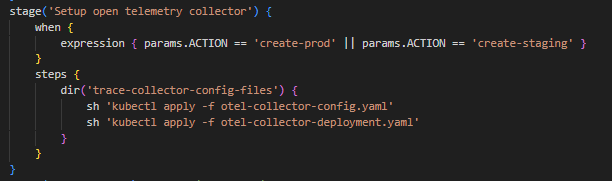 stage('Setup open telemetry collector') {
    when {
        expression { params.ACTION == 'create-prod' || params.ACTION == 'create-staging' }
    }
    steps {
        dir('trace-collector-config-files') {
            sh 'kubectl apply -f otel-collector-config.yaml'
            sh 'kubectl apply -f otel-collector-deployment.yaml'
        }
    }
}